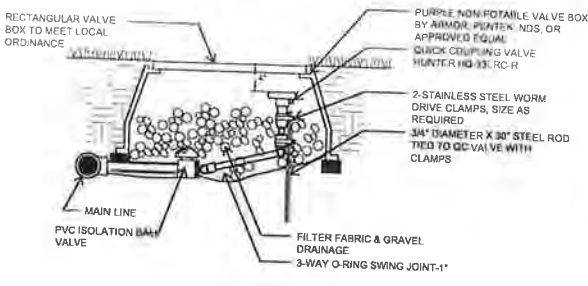 RECTANGULAR VALVE
BOX TO MEET LOCAL
ORDINANCE
PURPLE NON-POTABLE VALVE BOX
BY ARMOR, PENTEK, NDS, OR
APPROVED EQUAL
QUICK COUPLING VALVE
HUNTER HQ-33LRC-R
2-STAINLESS STEEL WORM
DRIVE CLAMPS, SIZE AS
REQUIRED
3/4" DIAMETER X 30" STEEL ROD
TIED TO QC VALVE WITH
CLAMPS
MAIN LINE
PVC ISOLATION BALL
VALVE
FILTER FABRIC & GRAVEL
DRAINAGE
3-WAY O-RING SWING JOINT-1"